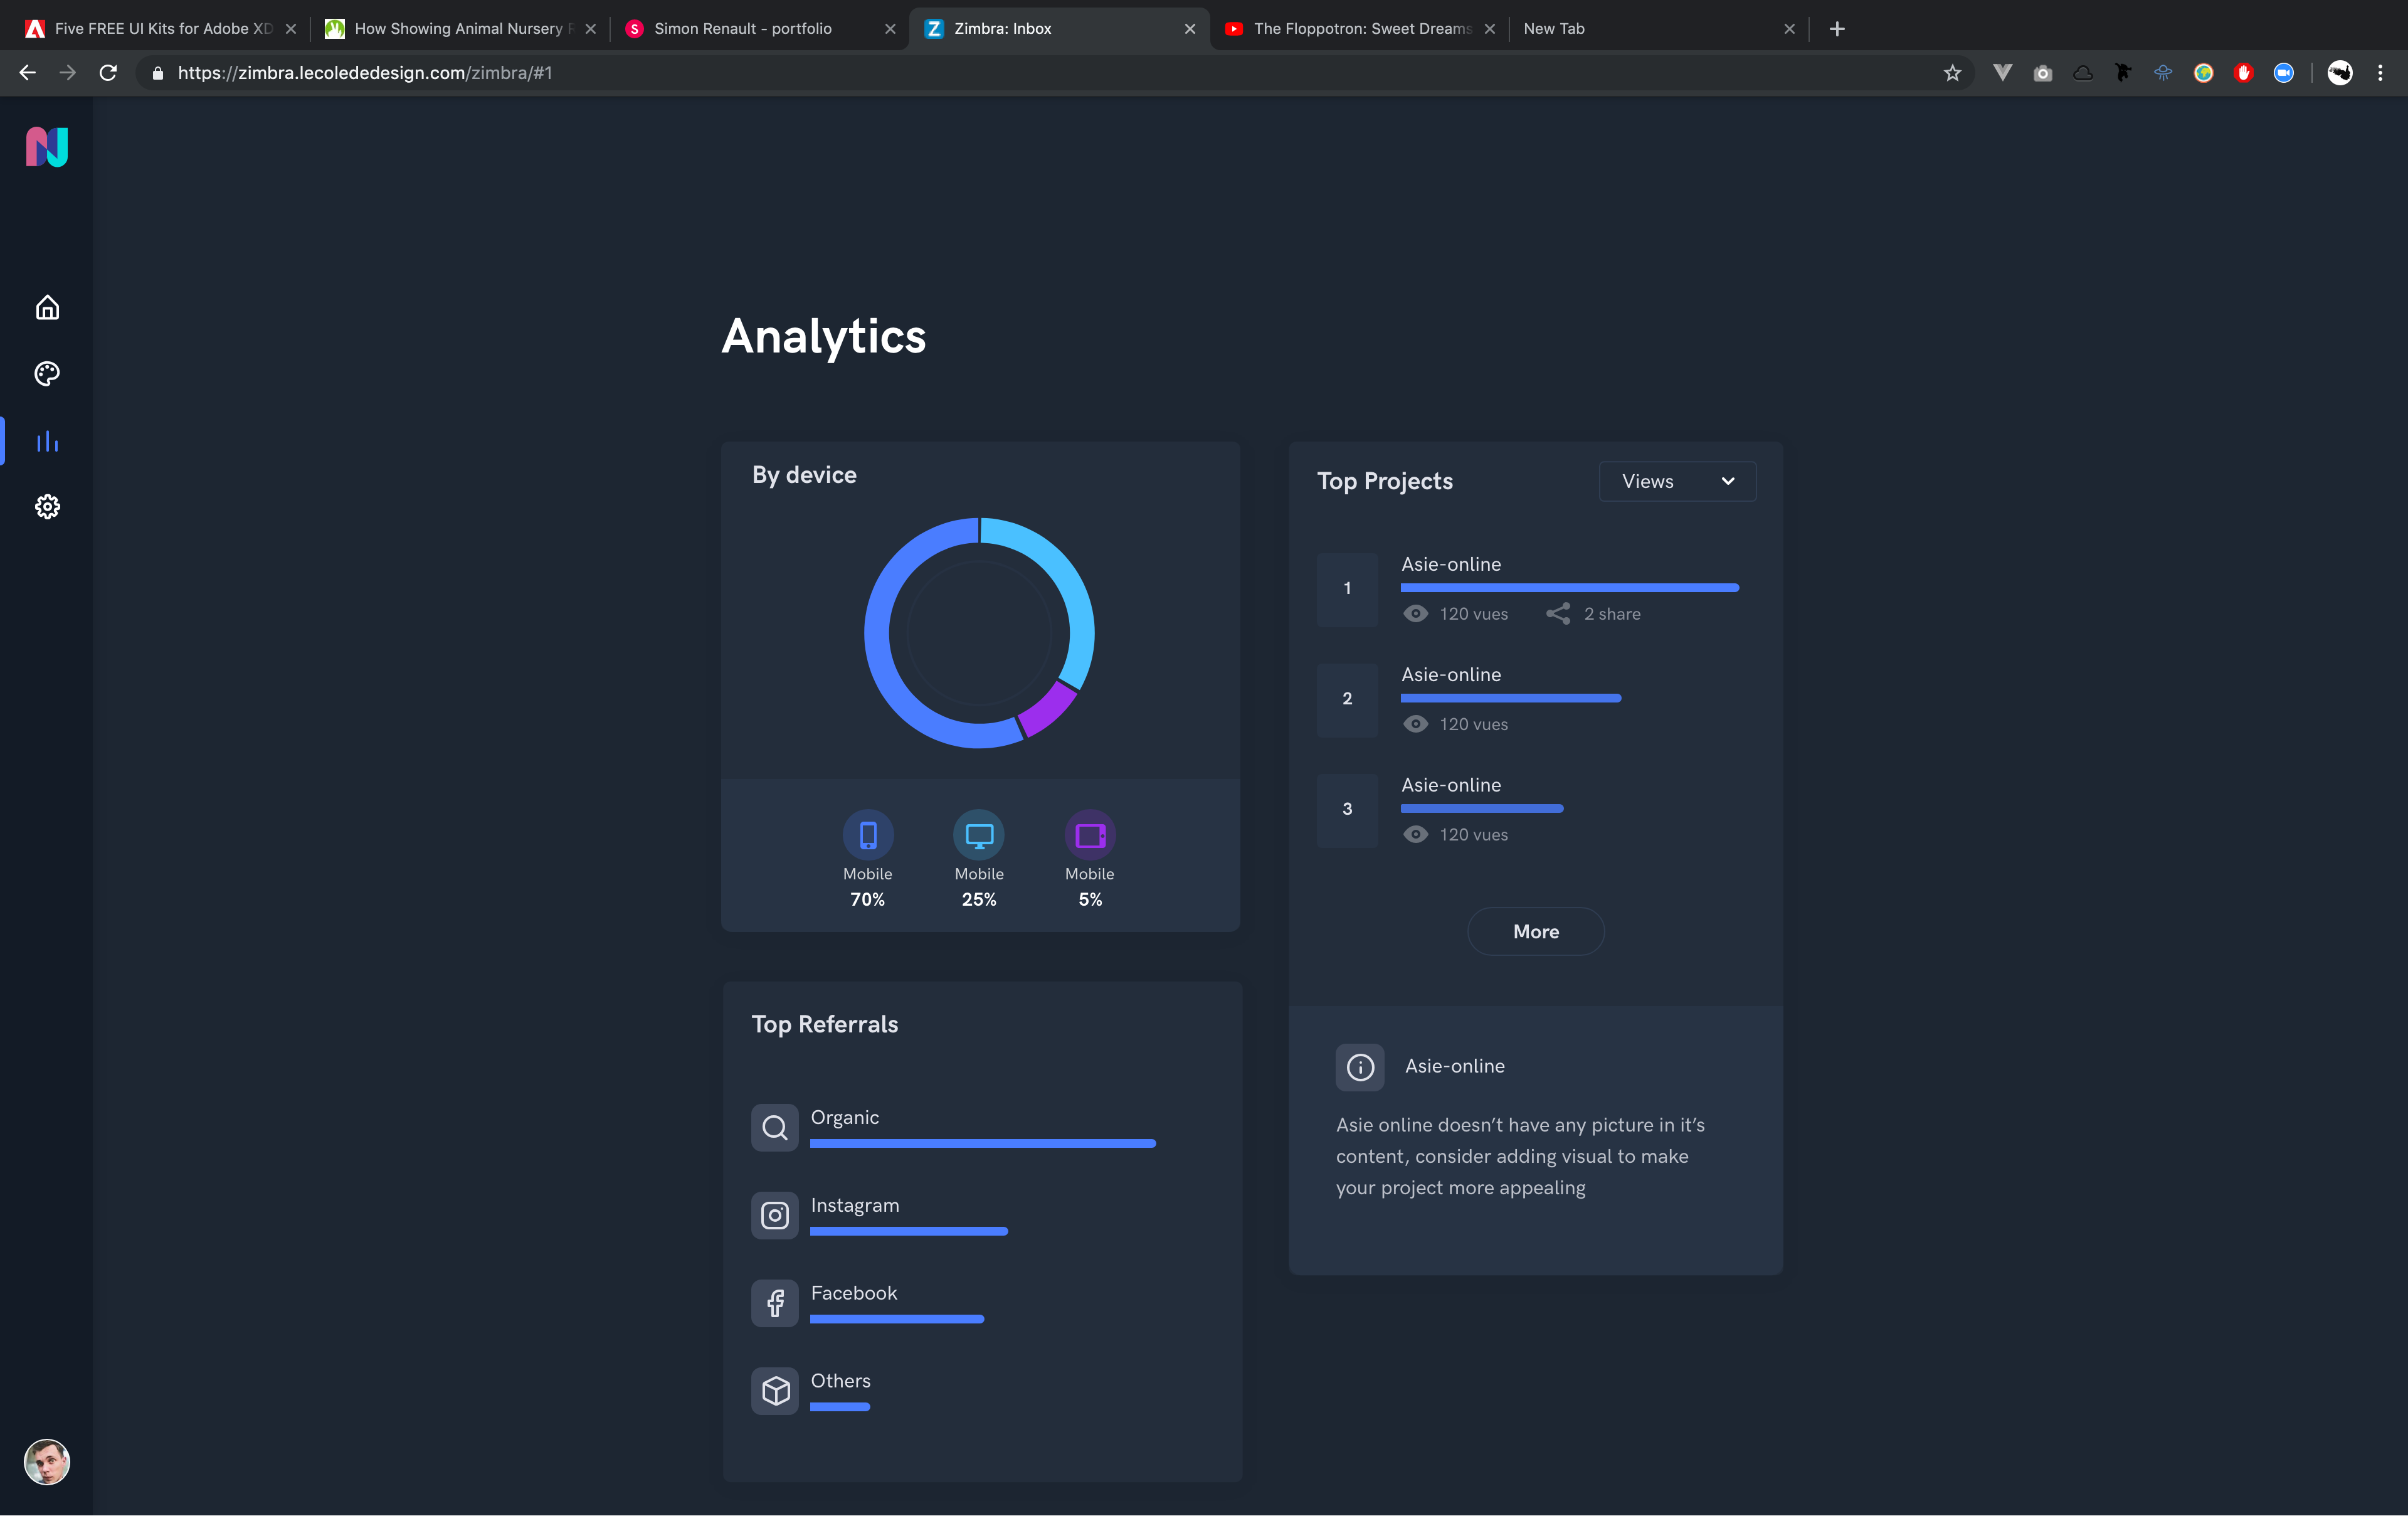 Five FREE UI Kits for Adobe XD
How Showing Animal Nursery
S Simon Renault - portfolio
Z Zimbra: Inbox
The Floppotron: Sweet Dreams
New Tab
https://zimbra.lecolededesign.com/zimbra/#1
Analytics
By device
Mobile Mobile Mobile
70% 25% 5%
Top Projects
Views
1
Asie-online
120 vues 2 share
2
Asie-online
120 vues
3
Asie-online
120 vues
More
Asie-online
Asie online doesn’t have any picture in it’s
content, consider adding visual to make
your project more appealing
Top Referrals
Organic
Instagram
Facebook
Others